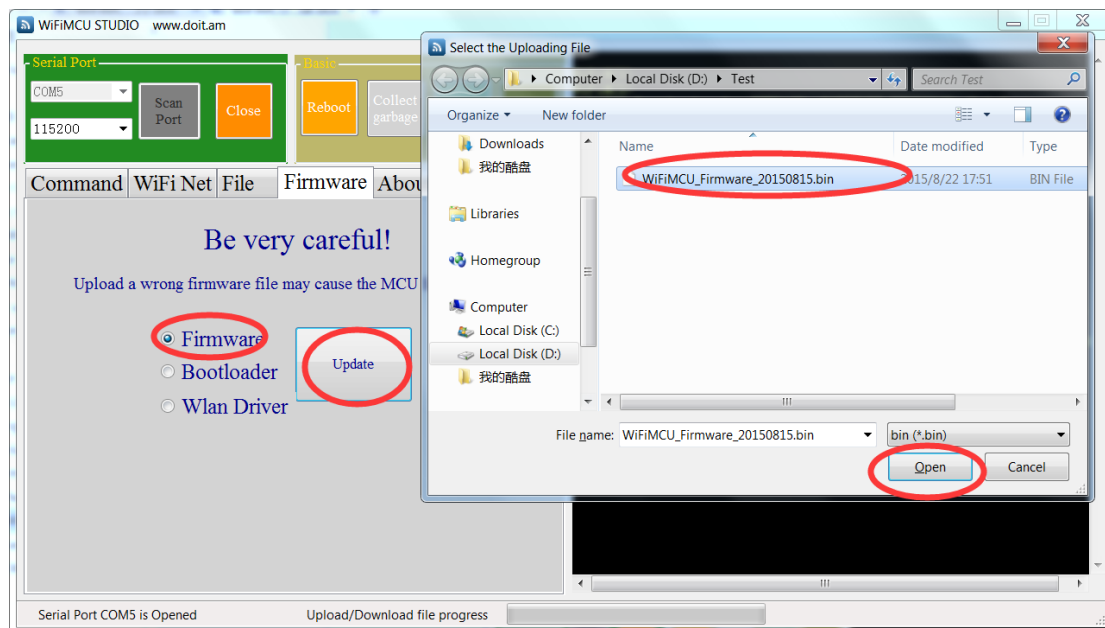 WiFiMCU STUDIO www.doit.am
Serial Port
COM5
115200
Scan
Port
Close
Basic
Reboot
Collect
garbage
Command WiFi Net File Firmware Abou
Be very careful!
Upload a wrong firmware file may cause the MCU
Firmware
Bootloader
Wlan Driver
Update
Select the Uploading File
Computer Local Disk (D:) Test
Search Test
Organize New folder
Downloads
我的酷盘
Libraries
Homegroup
Computer
Local Disk (C:)
Local Disk (D:)
我的酷盘
Name Date modified Type
WiFiMCU_Firmware_20150815.bin 2015/8/22 17:51 BIN File
File name: WiFiMCU_Firmware_20150815.bin bin (*.bin)
Open Cancel
Serial Port COM5 is Opened Upload/Download file progress